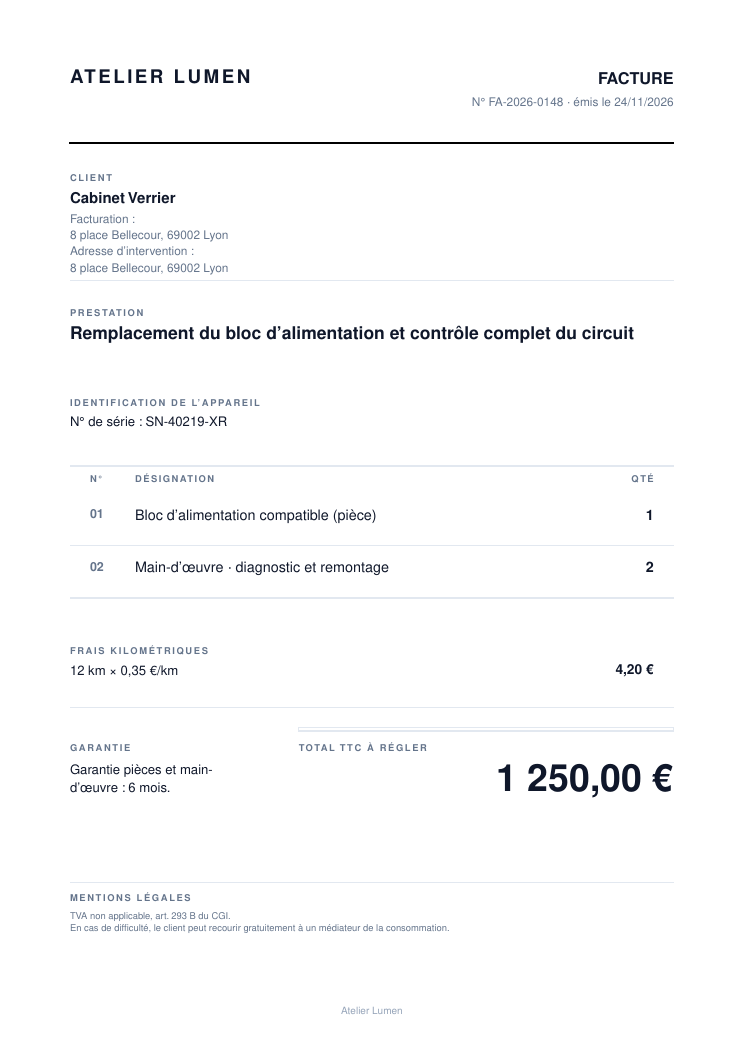 ATELIER LUMEN
FACTURE
N° FA-2026-0148 · émis le 24/11/2026
CLIENT
Cabinet Verrier
Facturation :
8 place Bellecour, 69002 Lyon
Adresse d’intervention :
8 place Bellecour, 69002 Lyon
PRESTATION
Remplacement du bloc d’alimentation et contrôle complet du circuit
IDENTIFICATION DE L’APPAREIL
N° de série : SN-40219-XR
N° DÉSIGNATION QTÉ
01 Bloc d’alimentation compatible (pièce) 1
02 Main-d’œuvre · diagnostic et remontage 2
FRAIS KILOMÉTRIQUES
12 km × 0,35 €/km 4,20 €
GARANTIE
Garantie pièces et main-
d’œuvre : 6 mois.
TOTAL TTC À RÉGLER
1 250,00 €
MENTIONS LÉGALES
TVA non applicable, art. 293 B du CGI.
En cas de difficulté, le client peut recourir gratuitement à un médiateur de la consommation.
Atelier Lumen